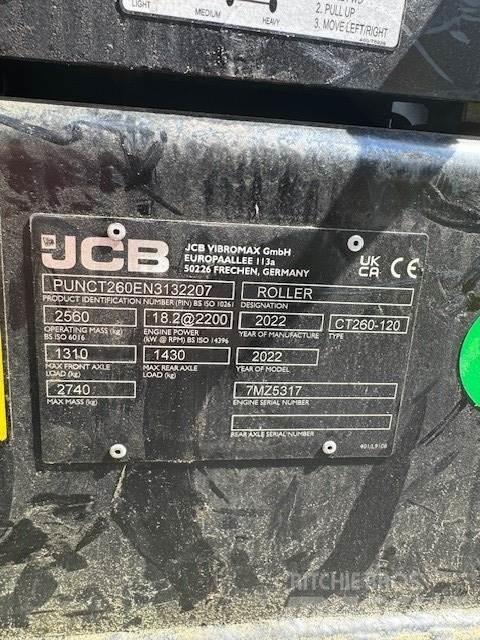 LIGHT
MEDIUM
HEAVY
2. PULL UP
3. MOVE LEFT/RIGHT
JCB
JCB VIBROMAX GmbH
EUROPAALLEE 113a
50226 FRECHEN, GERMANY
UK CA CE
PUNCT260EN3132207
ROLLER
PRODUCT IDENTIFICATION NUMBER (PIN) BS ISO 10261
DESIGNATION
2560
18.2@2200
2022
CT260-120
OPERATING MASS (kg) BS ISO 6016
ENGINE POWER (kW @ RPM) BS ISO 14396
YEAR OF MANUFACTURE
TYPE
1310
1430
2022
MAX FRONT AXLE LOAD (kg)
MAX REAR AXLE LOAD (kg)
YEAR OF MODEL
2740
7MZ5317
MAX MASS (kg)
ENGINE SERIAL NUMBER
REAR AXLE SERIAL NUMBER
401/L9108
RITCHIE BROS